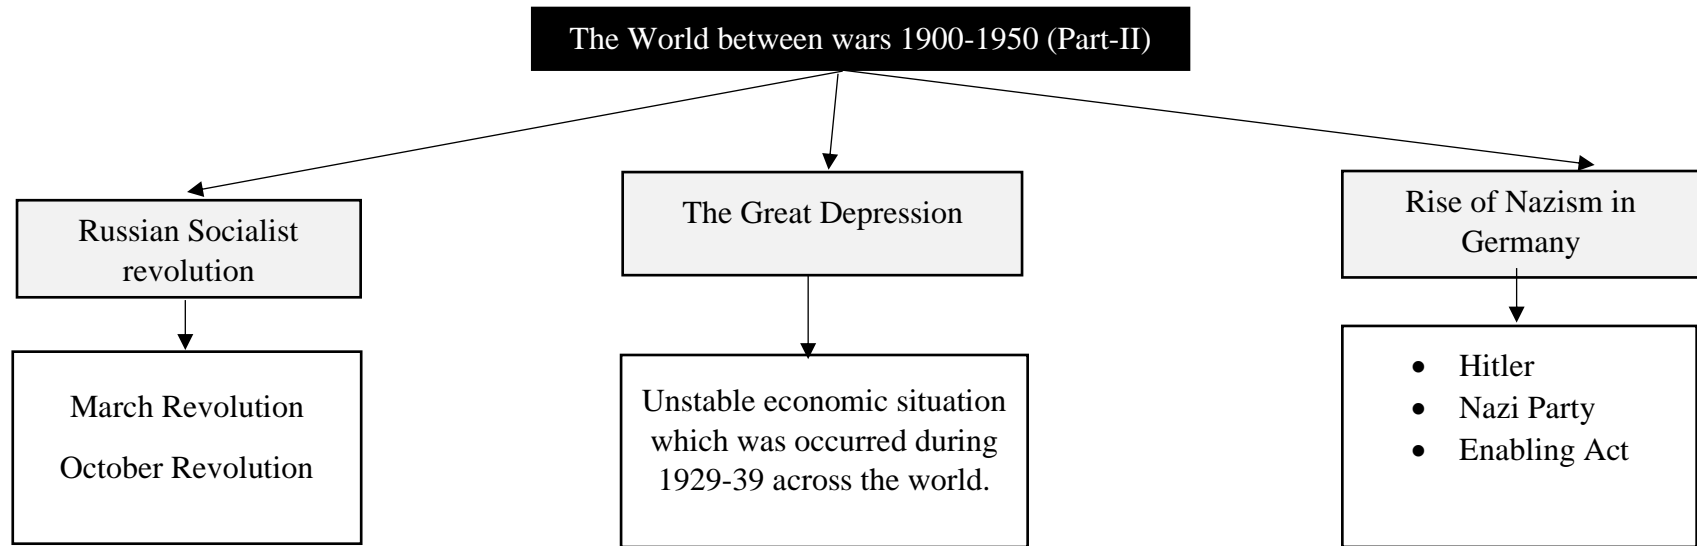 The World between wars 1900-1950 (Part-II)
Russian Socialist
revolution
March Revolution
October Revolution
The Great Depression
Unstable economic situation
which was occurred during
1929-39 across the world.
Rise of Nazism in
Germany
• Hitler
• Nazi Party
• Enabling Act